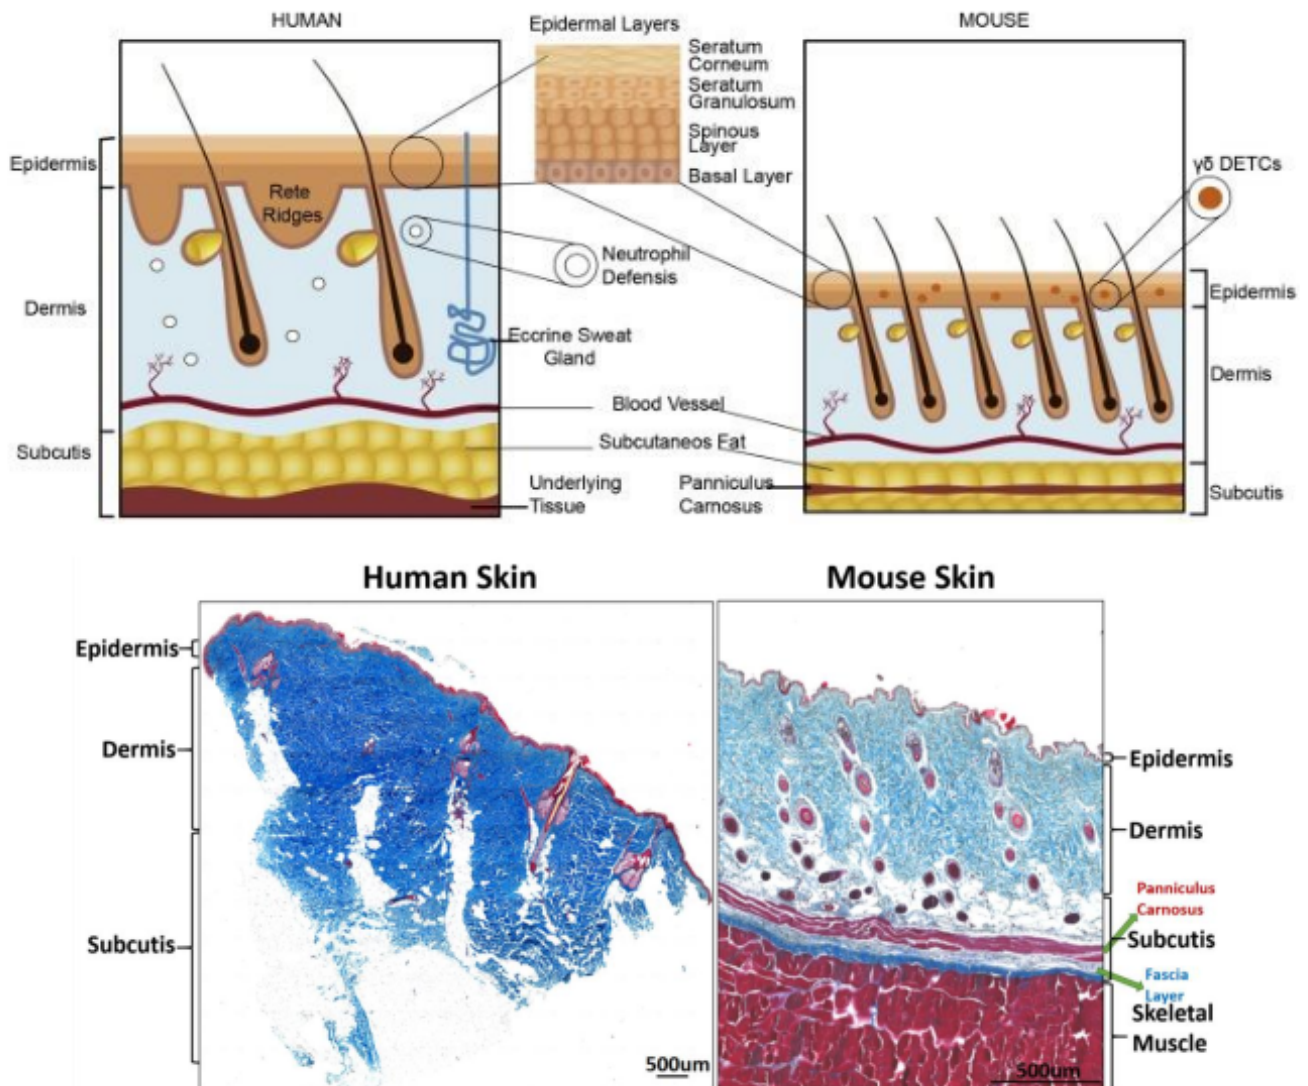 HUMAN
Epidermal Layers
MOUSE
Seratum
Corneum
Seratum
Granulosum
Spinous
Layer
Basal Layer
Epidermis
Rete
Ridges
Neutrophil
Defensis
Dermis
Eccrine Sweat
Gland
Blood Vessel
Subcutis
Subcutaneos Fat
Underlying
Tissue
Panniculus
Carnosus
γδ DETCs
Epidermis
Dermis
Subcutis
Human Skin
Mouse Skin
Epidermis
Dermis
Subcutis
500um
Epidermis
Dermis
Panniculus
Carnosus
Subcutis
Fascia
Layer
Skeletal
Muscle
500um